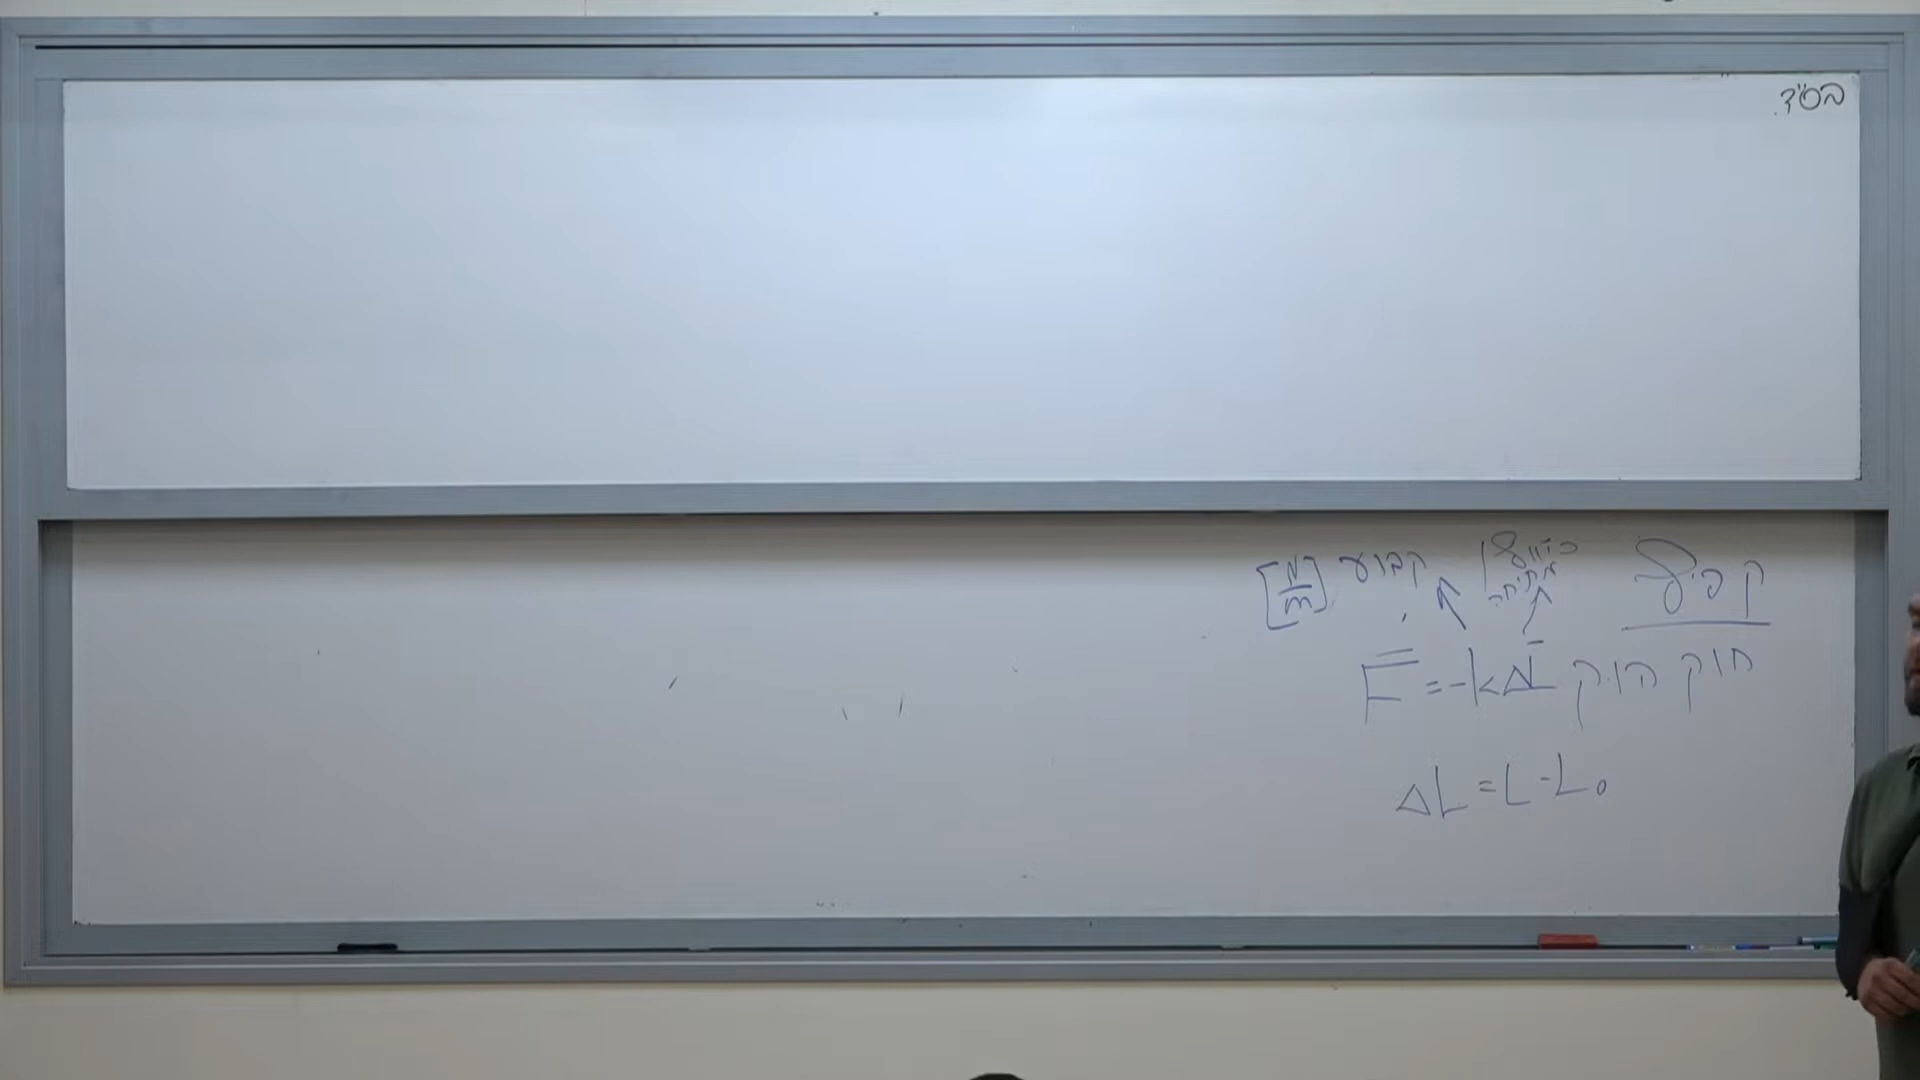 בס"ד
קפיץ
כיוון
מתיחה
קבוע [N/m]
חוק הוק F̅ = -kΔL̅
ΔL = L - L₀